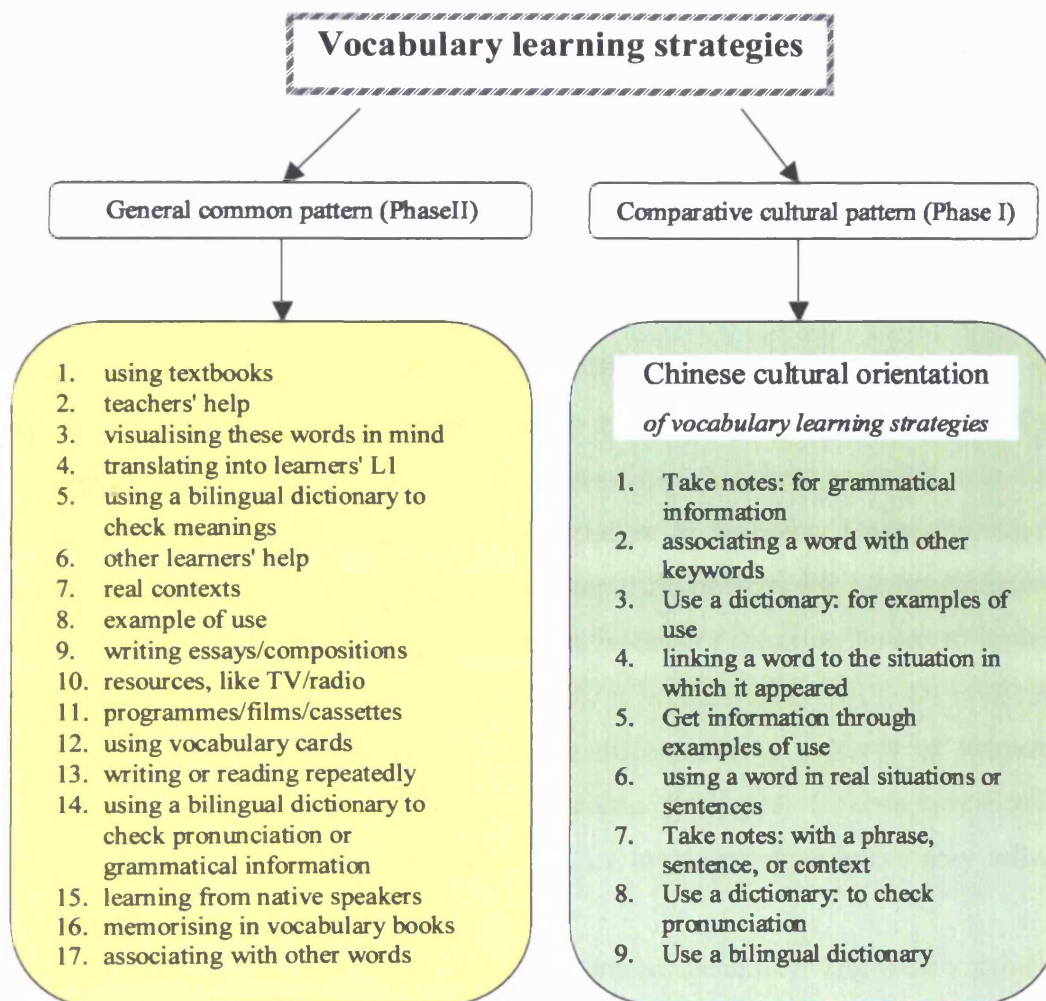 Vocabulary learning strategies
General common pattern (PhaseII)
Comparative cultural pattern (Phase I)
1. using textbooks
2. teachers' help
3. visualising these words in mind
4. translating into learners' L1
5. using a bilingual dictionary to
check meanings
6. other learners' help
7. real contexts
8. example of use
9. writing essays/compositions
10. resources, like TV/radio
11. programmes/films/cassettes
12. using vocabulary cards
13. writing or reading repeatedly
14. using a bilingual dictionary to
check pronunciation or
grammatical information
15. learning from native speakers
16. memorising in vocabulary books
17. associating with other words
Chinese cultural orientation
of vocabulary learning strategies
1. Take notes: for grammatical
information
2. associating a word with other
keywords
3. Use a dictionary: for examples of
use
4. linking a word to the situation in
which it appeared
5. Get information through
examples of use
6. using a word in real situations or
sentences
7. Take notes: with a phrase,
sentence, or context
8. Use a dictionary: to check
pronunciation
9. Use a bilingual dictionary